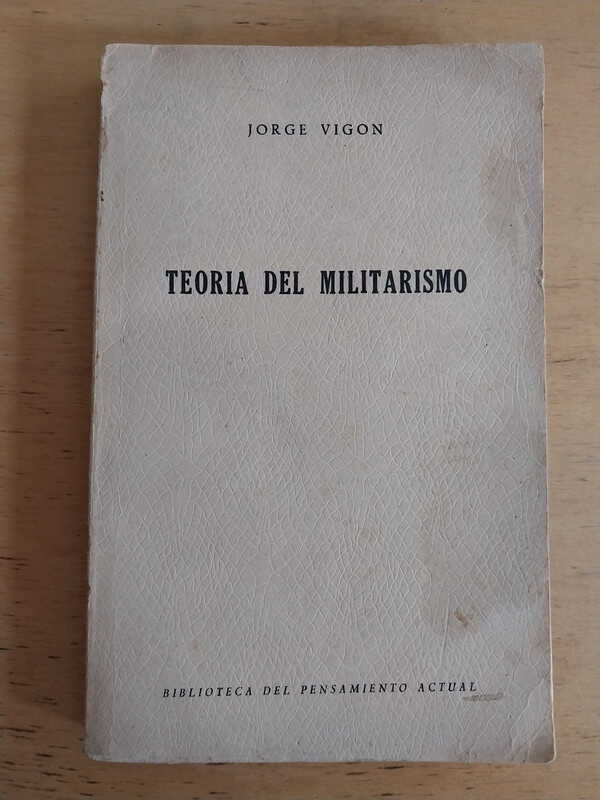 JORGE VIGON
TEORIA DEL MILITARISMO
BIBLIOTECA DEL PENSAMIENTO ACTUAL